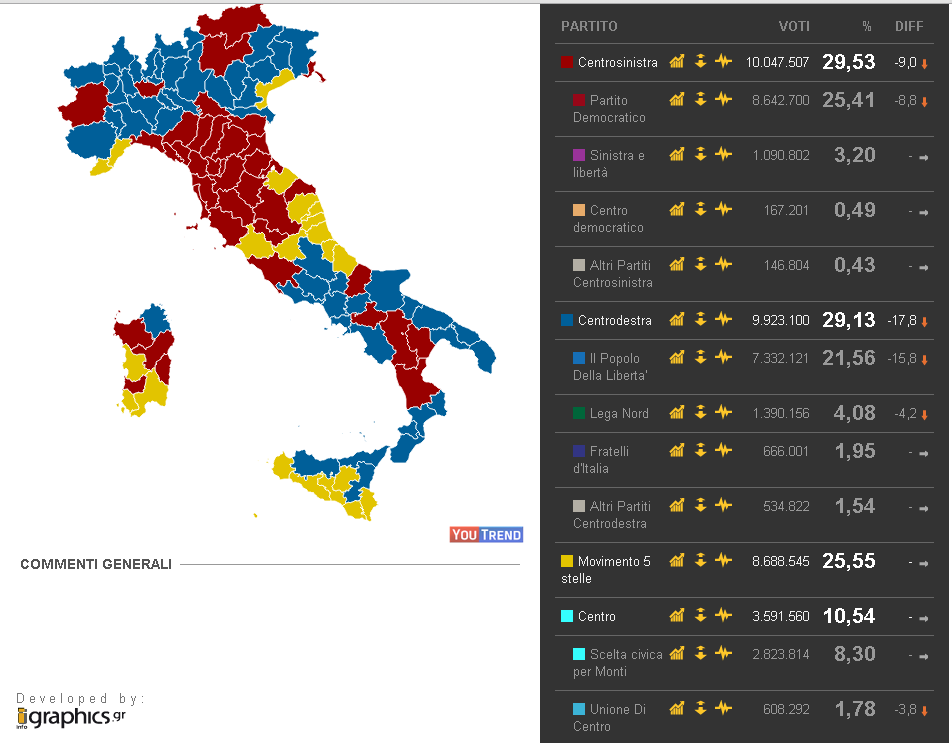 PARTITO VOTI % DIFF
Centrosinistra 10.047.507 29,53 -9,0
Partito 8.642.700 25,41 -8,8
Democratico
Sinistra e 1.090.802 3,20 -
libertà
Centro 167.201 0,49 -
democratico
Altri Partiti 146.804 0,43 -
Centrosinistra
Centrodestra 9.923.100 29,13 -17,8
Il Popolo 7.332.121 21,56 -15,8
Della Liberta'
Lega Nord 1.390.156 4,08 -4,2
Fratelli 666.001 1,95 -
d'Italia
Altri Partiti 534.822 1,54 -
Centrodestra
Movimento 5 8.688.545 25,55 -
stelle
Centro 3.591.560 10,54 -
Scelta civica 2.823.814 8,30 -
per Monti
Unione Di 608.292 1,78 -3,8
Centro
YOUTREND
COMMENTI GENERALI
Developed by:
infographics.gr